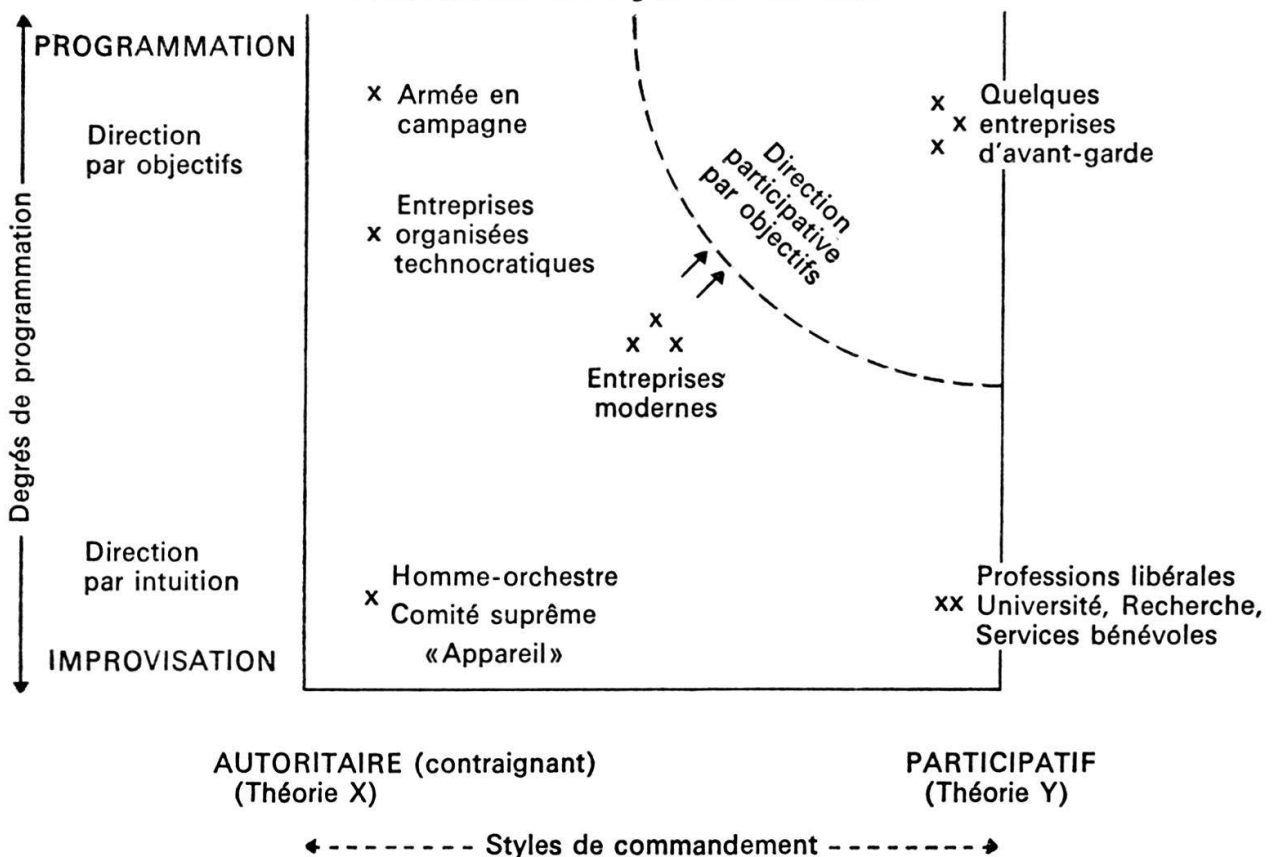 PROGRAMMATION
Direction
par objectifs
Degrés de programmation
Direction
par intuition
IMPROVISATION
x Armée en
campagne
Entreprises
x organisées
technocratiques
x
x x
Entreprises
modernes
Direction
participative
par objectifs
x Quelques
x entreprises
x d'avant-garde
Homme-orchestre
x Comité suprême
«Appareil»
Professions libérales
xx Université, Recherche,
Services bénévoles
AUTORITAIRE (contraignant)
(Théorie X)
PARTICIPATIF
(Théorie Y)
Styles de commandement